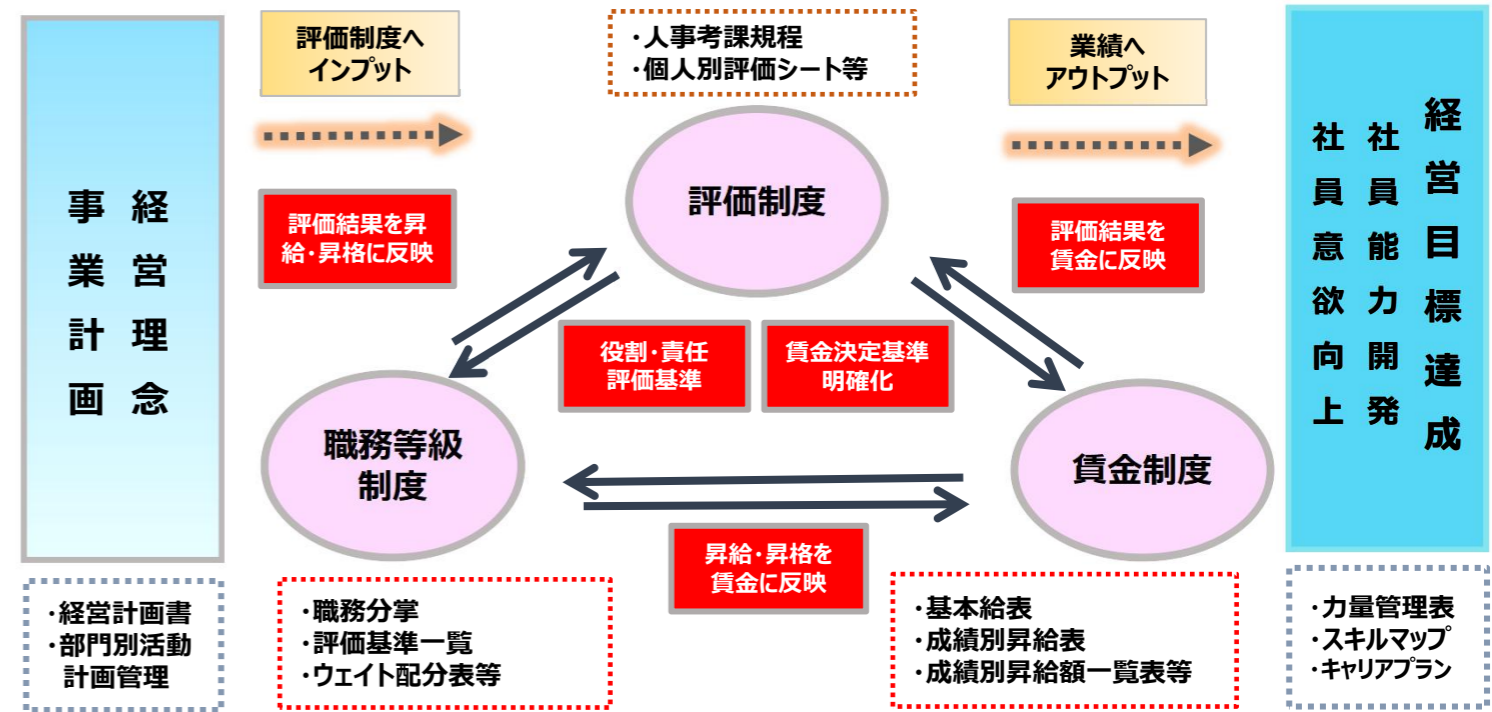 経営理念
事業計画
・経営計画書
・部門別活動
計画管理
評価制度へ
インプット
・人事考課規程
・個人別評価シート等
業績へ
アウトプット
評価制度
評価結果を昇
給・昇格に反映
評価結果を
賃金に反映
役割・責任
評価基準
賃金決定基準
明確化
職務等級
制度
賃金制度
昇給・昇格を
賃金に反映
・職務分掌
・評価基準一覧
・ウェイト配分表等
・基本給表
・成績別昇給表
・成績別昇給額一覧表等
経営目標達成
社員能力開発
社員意欲向上
・力量管理表
・スキルマップ
・キャリアプラン